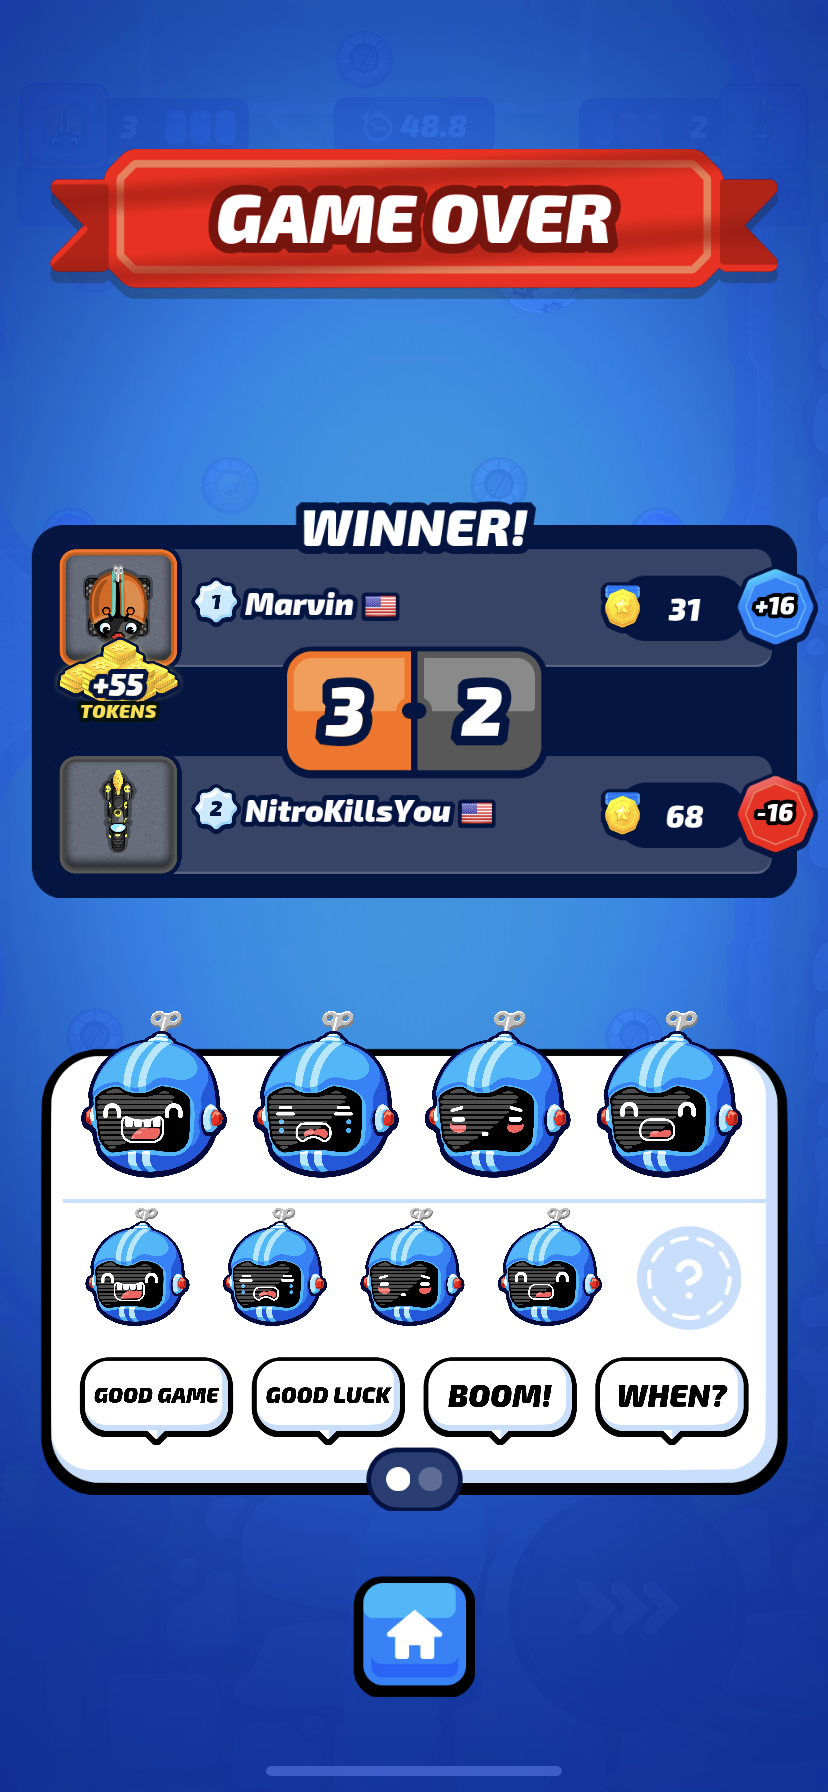 3
48.8
2
GAME OVER
WINNER!
1 Marvin 31 +16
+55
TOKENS
3 2
2 NitroKillsYou 68 -16
?
GOOD GAME GOOD LUCK BOOM! WHEN?